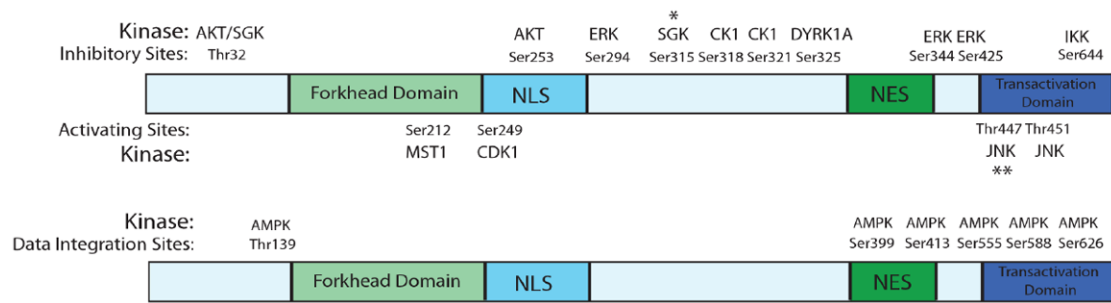 *
Kinase: AKT/SGK AKT ERK SGK CK1 CK1 DYRK1A ERK ERK IKK
Inhibitory Sites: Thr32 Ser253 Ser294 Ser315 Ser318 Ser321 Ser325 Ser344 Ser425 Ser644
Forkhead Domain NLS NES Transactivation
Domain
Activating Sites: Ser212 Ser249 Thr447 Thr451
Kinase: MST1 CDK1 JNK JNK
**
Kinase: AMPK AMPK AMPK AMPK AMPK AMPK
Data Integration Sites: Thr139 Ser399 Ser413 Ser555 Ser588 Ser626
Forkhead Domain NLS NES Transactivation
Domain